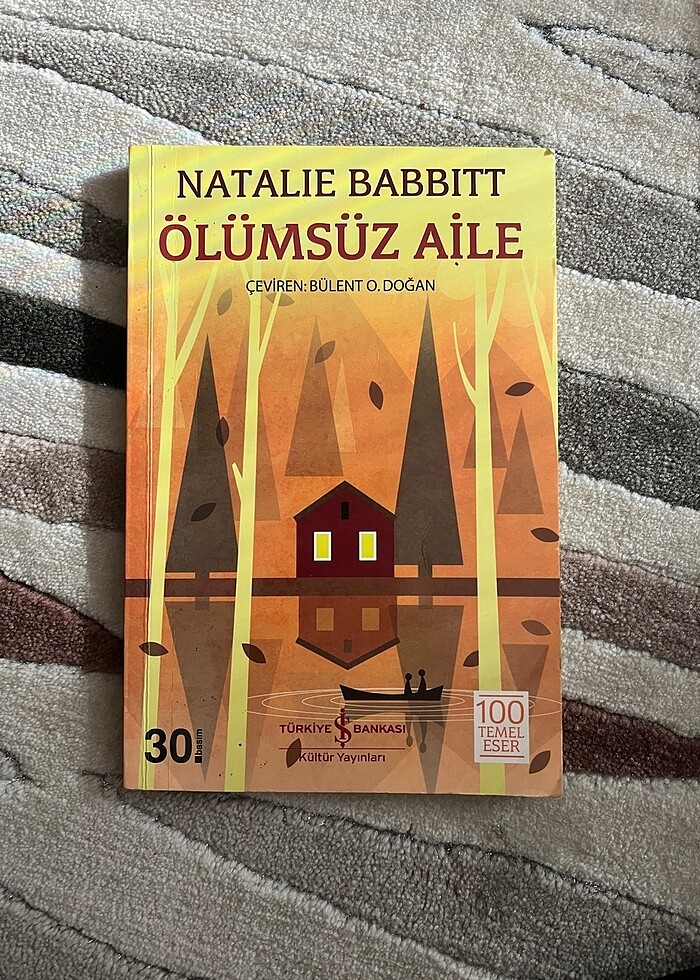 NATALIE BABBITT
ÖLÜMSÜZ AİLE
ÇEVİREN: BÜLENT O. DOĞAN
100
TEMEL
ESER
TÜRKİYE İŞ BANKASI
Kültür Yayınları
30
basım